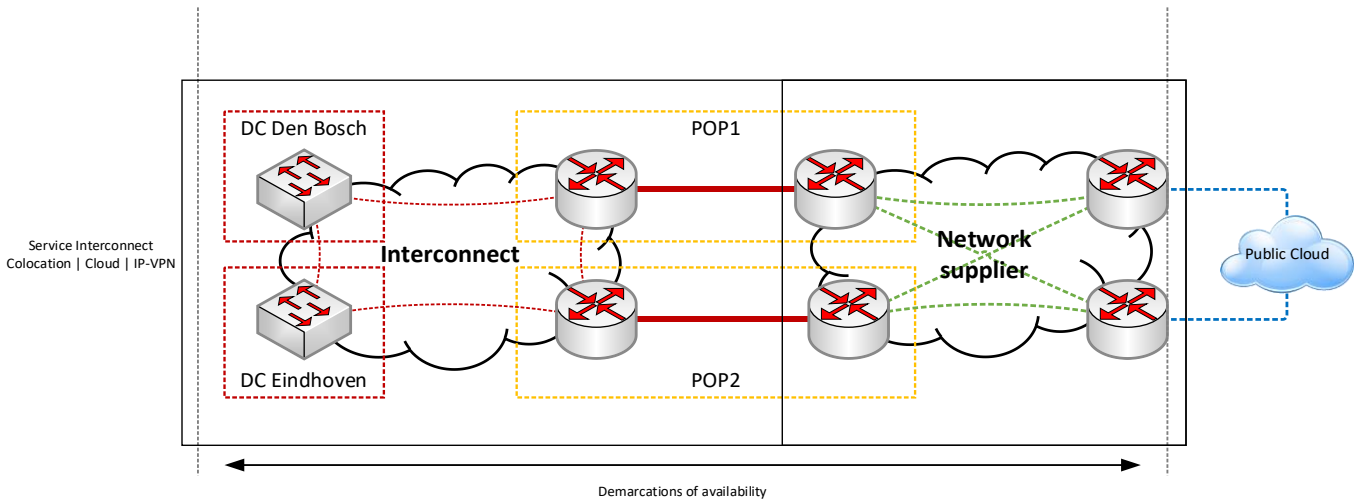 DC Den Bosch
POP1
Service Interconnect
Colocation | Cloud | IP-VPN
Interconnect
Network
supplier
Public Cloud
DC Eindhoven
POP2
Demarcations of availability